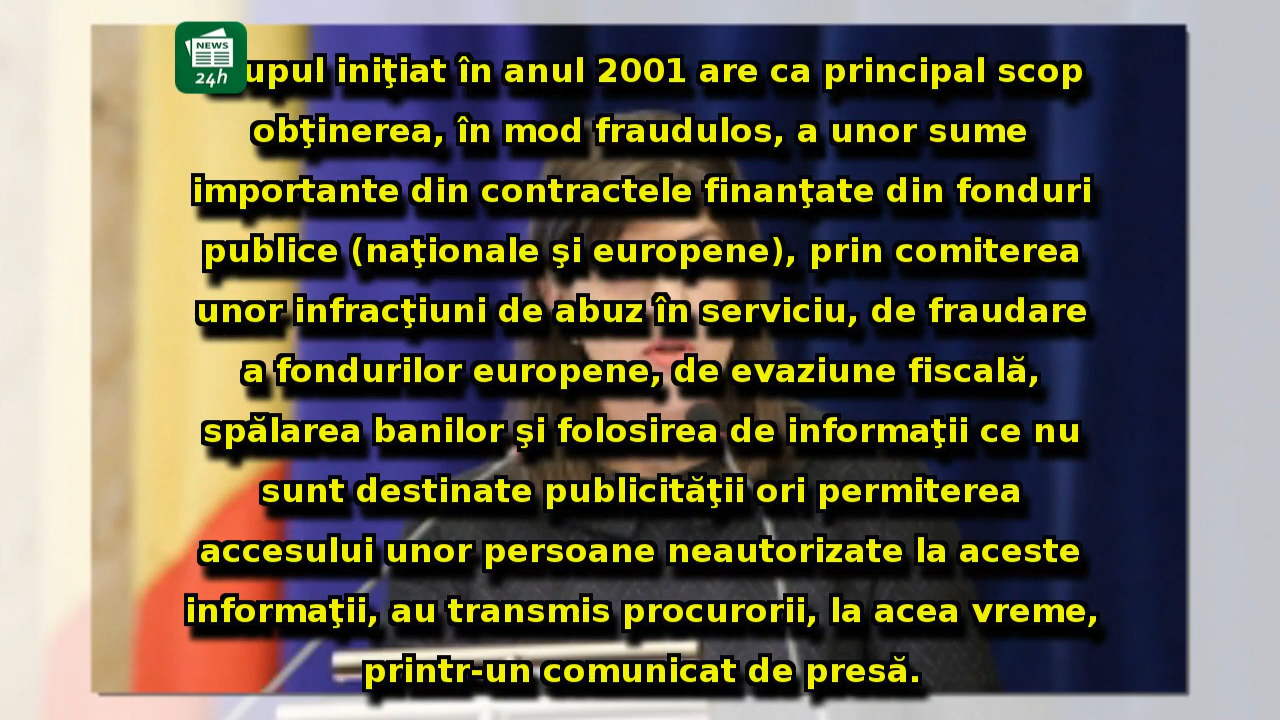 NEWS
24h
upul iniţiat în anul 2001 are ca principal scop
obţinerea, în mod fraudulos, a unor sume
importante din contractele finanţate din fonduri
publice (naţionale şi europene), prin comiterea
unor infracţiuni de abuz în serviciu, de fraudare
a fondurilor europene, de evaziune fiscală,
spălarea banilor şi folosirea de informaţii ce nu
sunt destinate publicităţii ori permiterea
accesului unor persoane neautorizate la aceste
informaţii, au transmis procurorii, la acea vreme,
printr-un comunicat de presă.